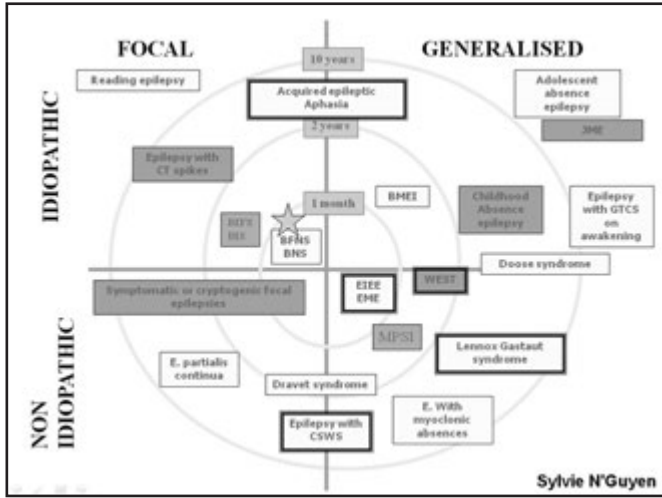 FOCAL
GENERALISED
10 years
Reading epilepsy
Acquired epileptic
Aphasia
Adolescent
absence
epilepsy
JME
2 years
IDIOPATHIC
Epilepsy with
CT spikes
1 month
BMEI
Childhood
Absence
epilepsy
Epilepsy
with GTCS
on
awakening
BFNS
BNS
Doose syndrome
WEST
EIEE
EME
Symptomatic or cryptogenic focal
epilepsies
MPSI
Lennox Gastaut
syndrome
NON
IDIOPATHIC
E. partialis
continua
Dravet syndrome
Epilepsy with
CSWS
E. With
myoclonic
absences
Sylvie N'Guyen